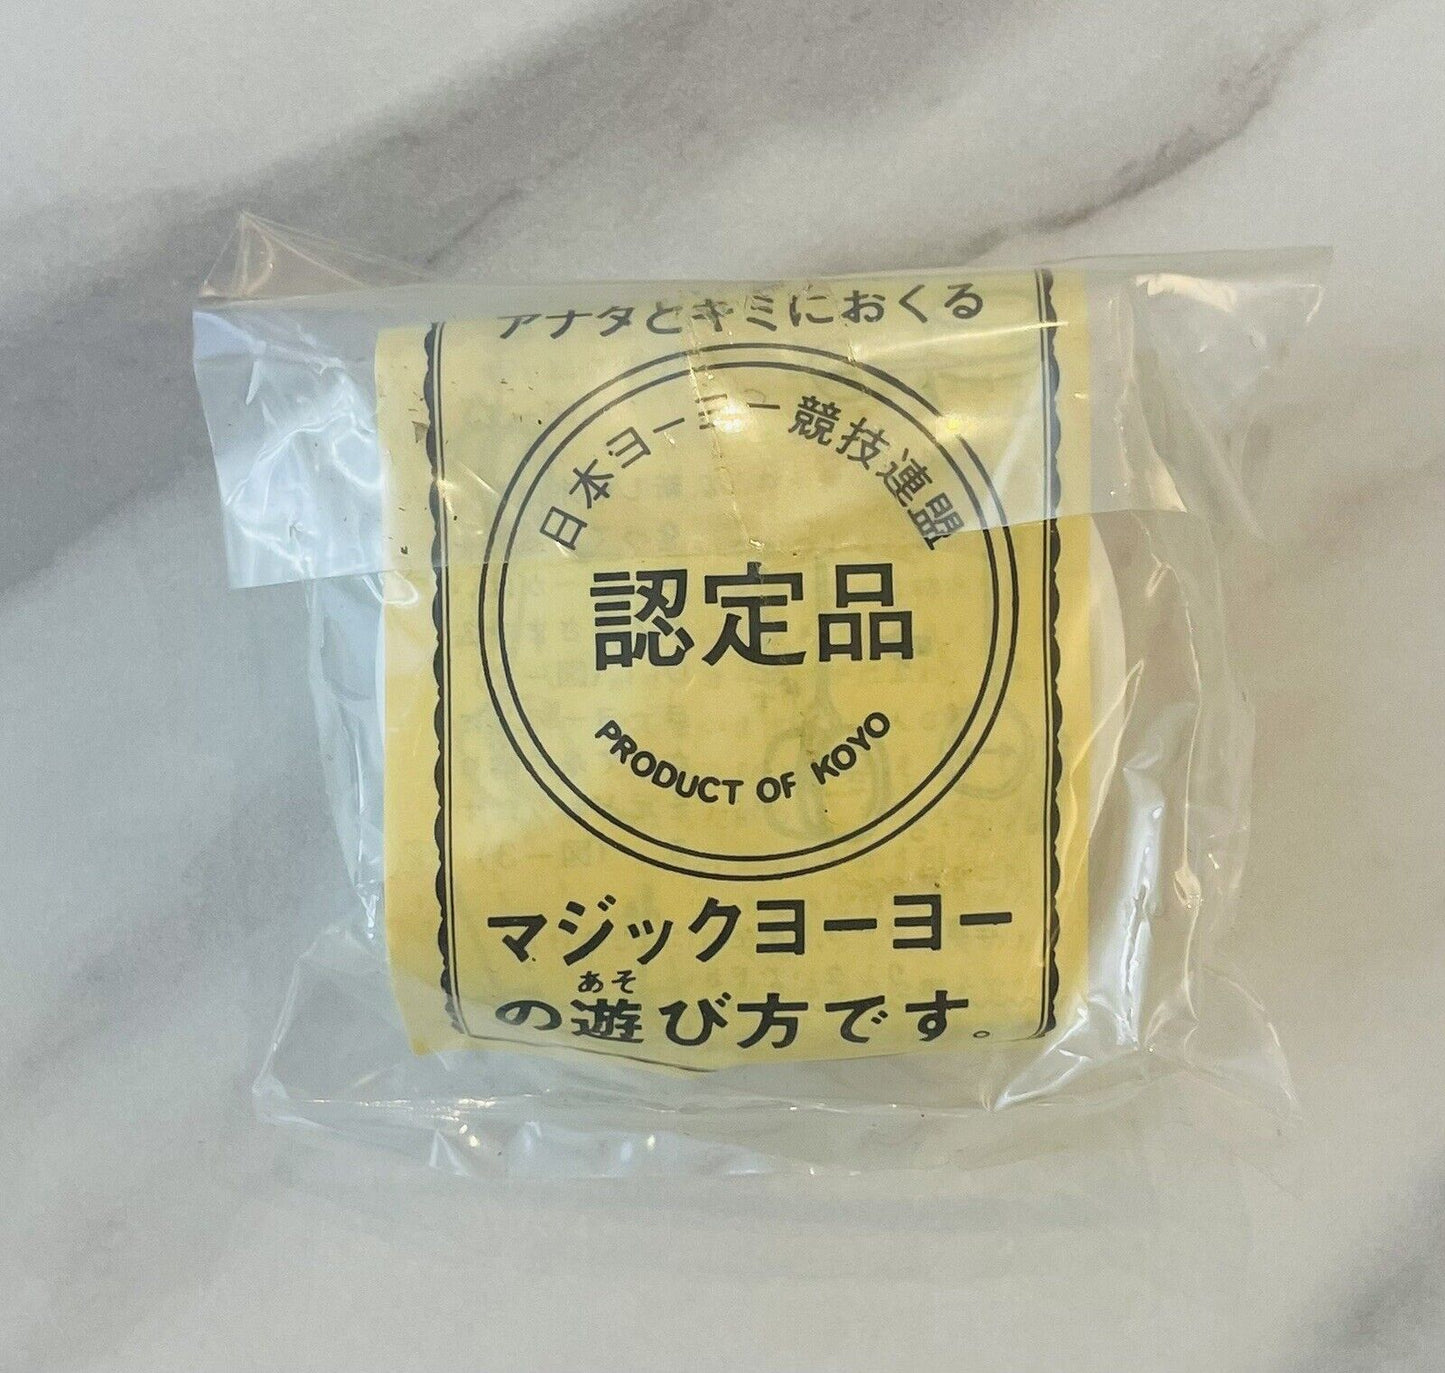 アナタとキミにおくる
日本ヨーヨー競技連盟
認定品
PRODUCT OF KOYO
マジックヨーヨー
あそ
の遊び方です。